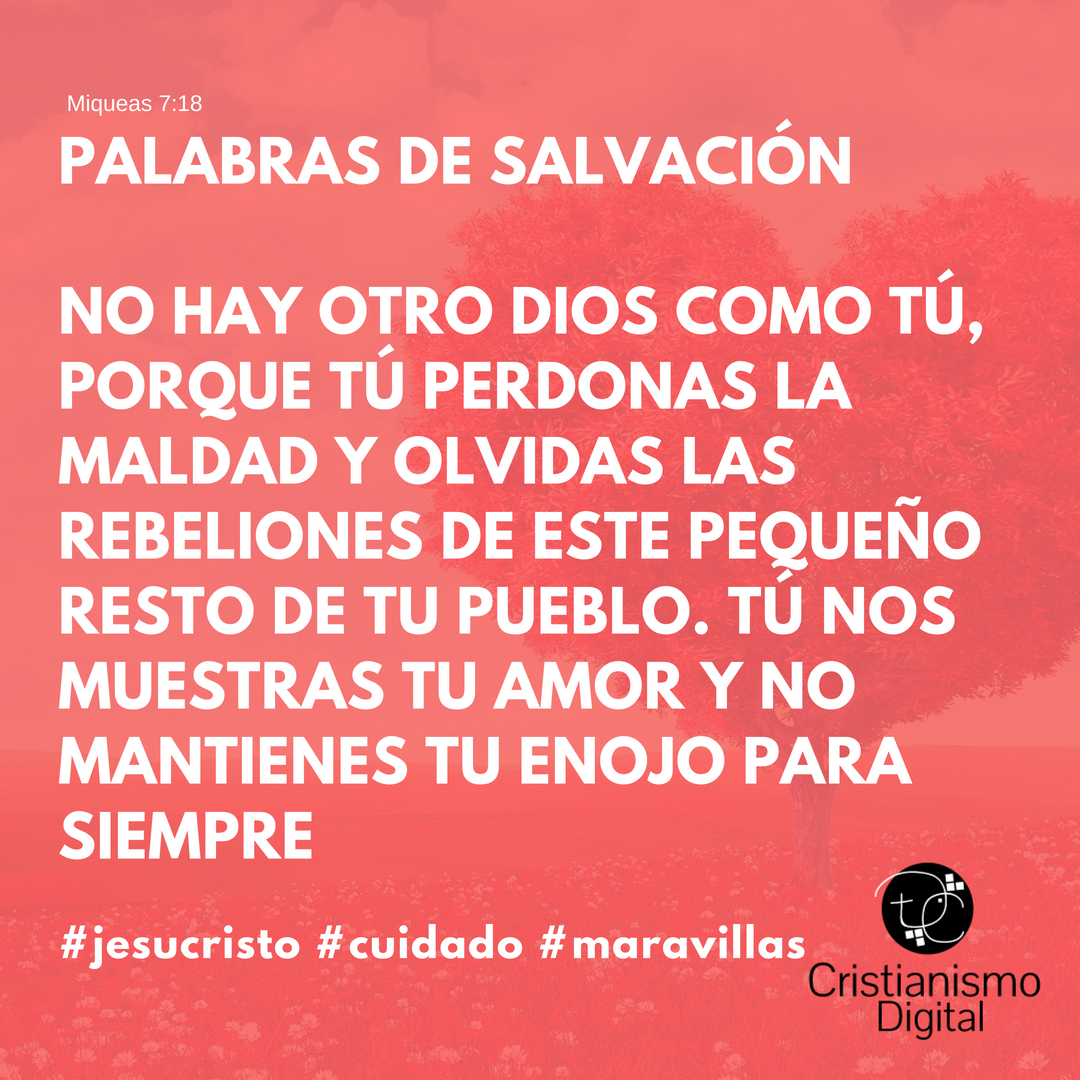 Miqueas 7:18
PALABRAS DE SALVACIÓN
NO HAY OTRO DIOS COMO TÚ,
PORQUE TÚ PERDONAS LA
MALDAD Y OLVIDAS LAS
REBELIONES DE ESTE PEQUEÑO
RESTO DE TU PUEBLO. TÚ NOS
MUESTRAS TU AMOR Y NO
MANTIENES TU ENOJO PARA
SIEMPRE
#jesucristo #cuidado #maravillas
Cristianismo
Digital